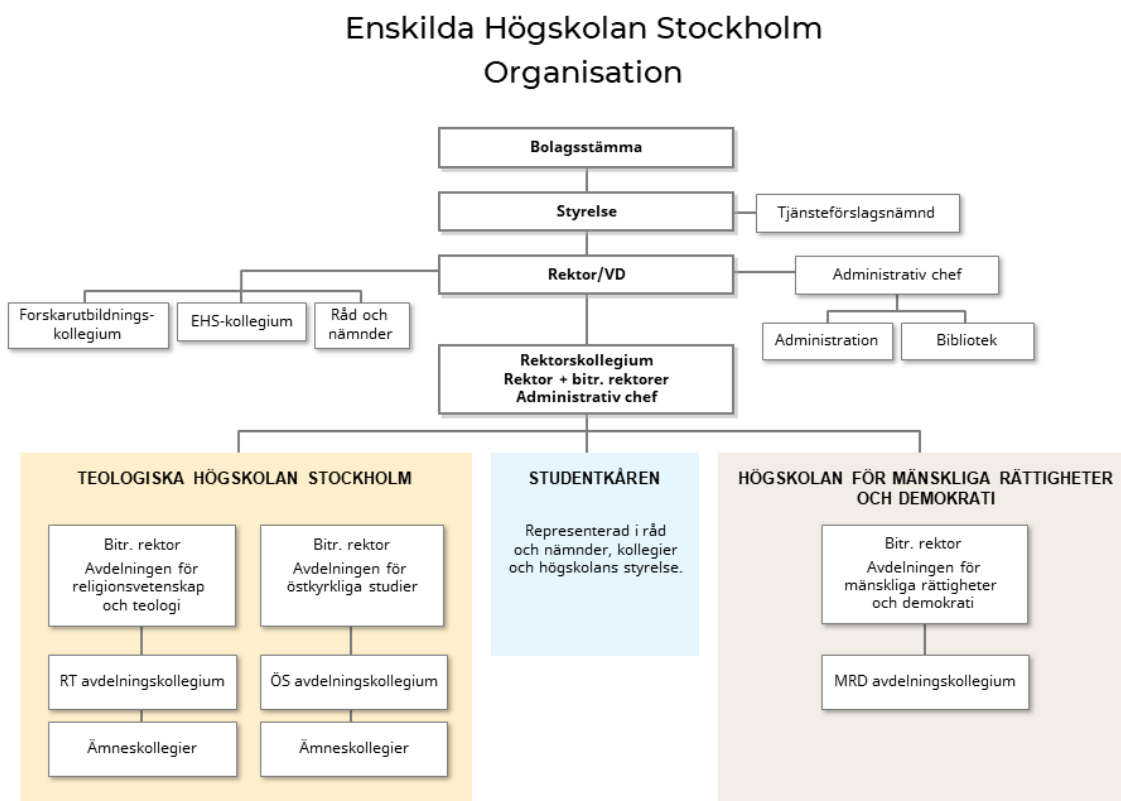 Enskilda Högskolan Stockholm
Organisation
Bolagsstämma
Styrelse
Tjänsteförslagsnämnd
Rektor/VD
Administrativ chef
Forskarutbildnings-
kollegium
EHS-kollegium
Råd och
nämnder
Administration
Bibliotek
Rektorskollegium
Rektor + bitr. rektorer
Administrativ chef
TEOLOGISKA HÖGSKOLAN STOCKHOLM
Bitr. rektor
Avdelningen för
religionsvetenskap
och teologi
RT avdelningskollegium
Ämneskollegier
Bitr. rektor
Avdelningen för
östkyrkliga studier
ÖS avdelningskollegium
Ämneskollegier
STUDENTKÅREN
Representerad i råd
och nämnder, kollegier
och högskolans styrelse.
HÖGSKOLAN FÖR MÄNSKLIGA RÄTTIGHETER
OCH DEMOKRATI
Bitr. rektor
Avdelningen för
mänskliga rättigheter
och demokrati
MRD avdelningskollegium